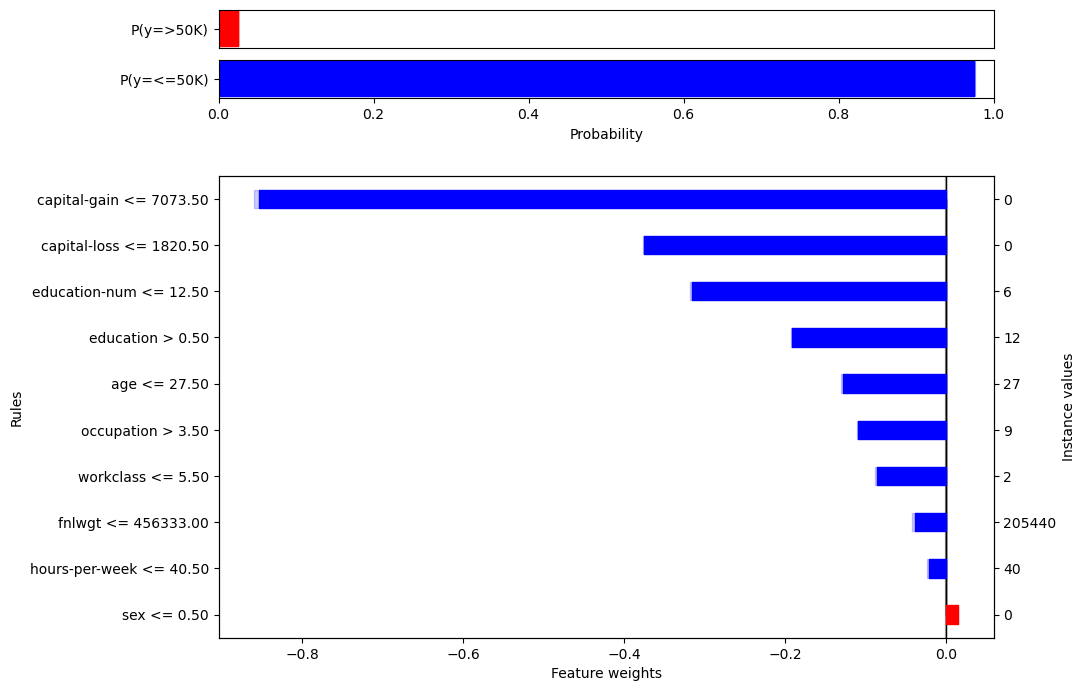 P(y=>50K)
P(y=<=50K)
0.0 0.2 0.4 0.6 0.8 1.0
Probability
capital-gain <= 7073.50 0
capital-loss <= 1820.50 0
education-num <= 12.50 6
education > 0.50 12
age <= 27.50 27
occupation > 3.50 9
workclass <= 5.50 2
fnlwgt <= 456333.00 205440
hours-per-week <= 40.50 40
sex <= 0.50 0
Rules
Instance values
−0.8 −0.6 −0.4 −0.2 0.0
Feature weights